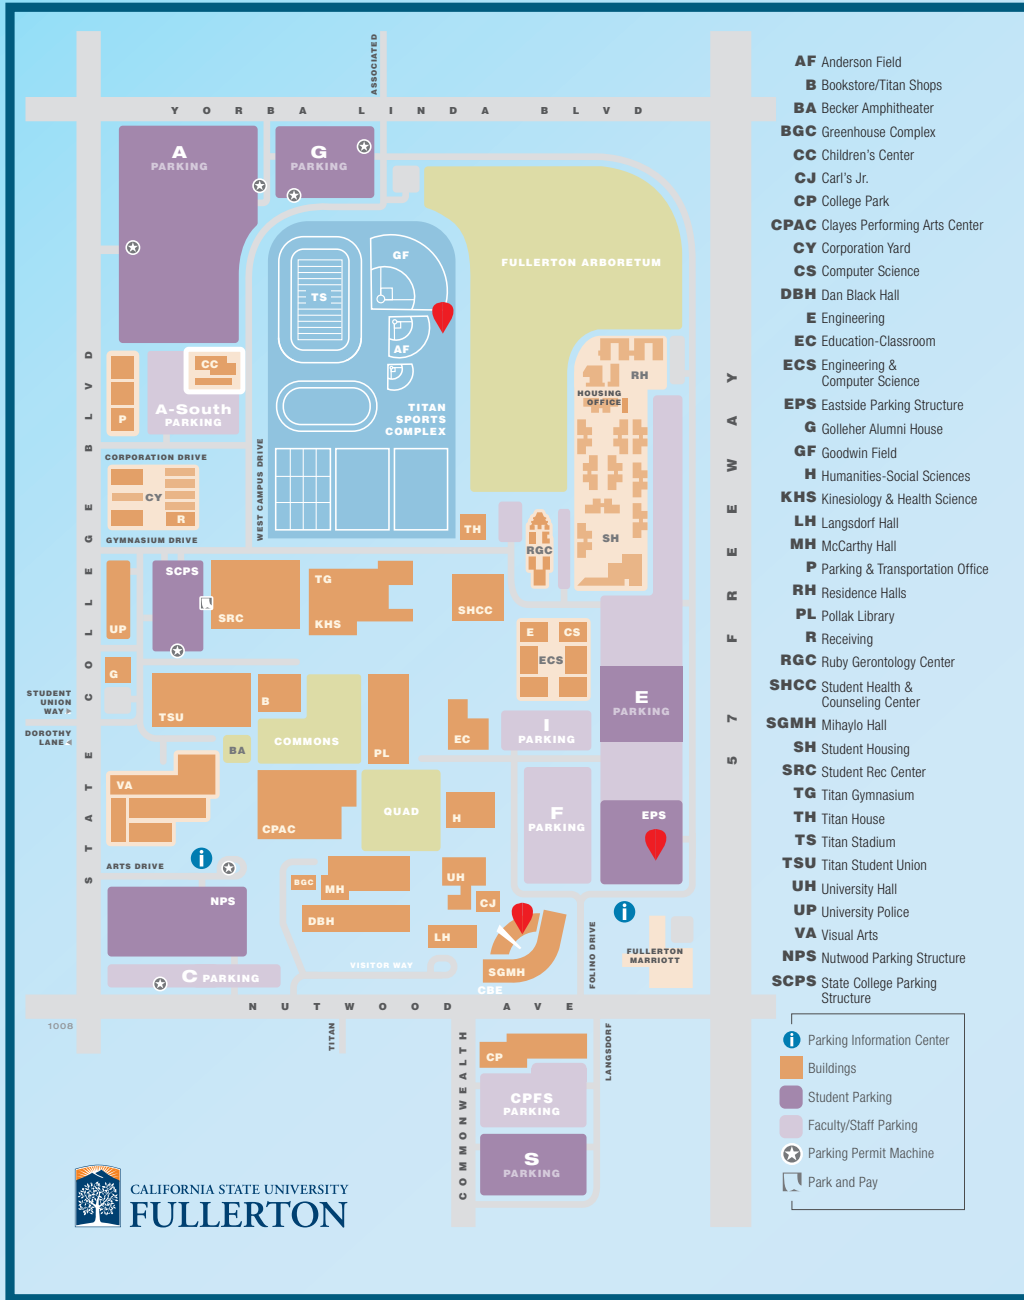 ASSOCIATED
YORBA LINDA BLVD
A
PARKING
G
PARKING
FULLERTON ARBORETUM
GF
TS
AF
TITAN
SPORTS
COMPLEX
CC
P
A-South
PARKING
RH
HOUSING
OFFICE
CORPORATION DRIVE
CY
R
WEST CAMPUS DRIVE
GYMNASIUM DRIVE
TH
RGC
SH
STATE COLLEGE BLVD
57 FREEWAY
SCPS
UP
SRC
TG
KHS
SHCC
E
CS
ECS
G
STUDENT
UNION
WAY
DOROTHY
LANE
TSU
B
COMMONS
BA
PL
EC
I
PARKING
E
PARKING
VA
CPAC
QUAD
H
F
PARKING
EPS
ARTS DRIVE
i
BGC
MH
UH
CJ
NPS
DBH
LH
SGMH
CBE
i
FOLINO DRIVE
FULLERTON
MARRIOTT
C PARKING
VISITOR WAY
NUTWOOD AVE
1008
TITAN
COMMONWEALTH
LANGSDORF
CP
CPFS
PARKING
S
PARKING
CALIFORNIA STATE UNIVERSITY
FULLERTON
AF Anderson Field
B Bookstore/Titan Shops
BA Becker Amphitheater
BGC Greenhouse Complex
CC Children's Center
CJ Carl's Jr.
CP College Park
CPAC Clayes Performing Arts Center
CY Corporation Yard
CS Computer Science
DBH Dan Black Hall
E Engineering
EC Education-Classroom
ECS Engineering &
Computer Science
EPS Eastside Parking Structure
G Golleher Alumni House
GF Goodwin Field
H Humanities-Social Sciences
KHS Kinesiology & Health Science
LH Langsdorf Hall
MH McCarthy Hall
P Parking & Transportation Office
RH Residence Halls
PL Pollak Library
R Receiving
RGC Ruby Gerontology Center
SHCC Student Health &
Counseling Center
SGMH Mihaylo Hall
SH Student Housing
SRC Student Rec Center
TG Titan Gymnasium
TH Titan House
TS Titan Stadium
TSU Titan Student Union
UH University Hall
UP University Police
VA Visual Arts
NPS Nutwood Parking Structure
SCPS State College Parking
Structure
i Parking Information Center
Buildings
Student Parking
Faculty/Staff Parking
Parking Permit Machine
Park and Pay